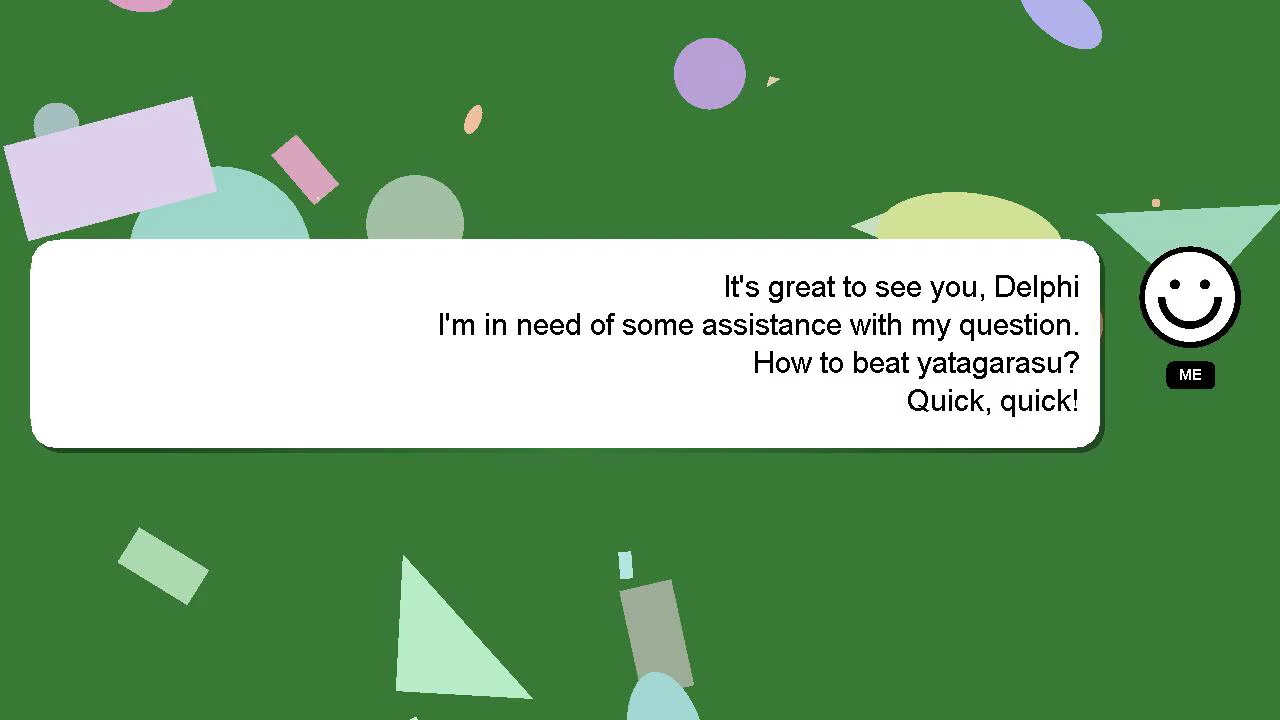 It's great to see you, Delphi
I'm in need of some assistance with my question.
How to beat yatagarasu?
Quick, quick!
ME